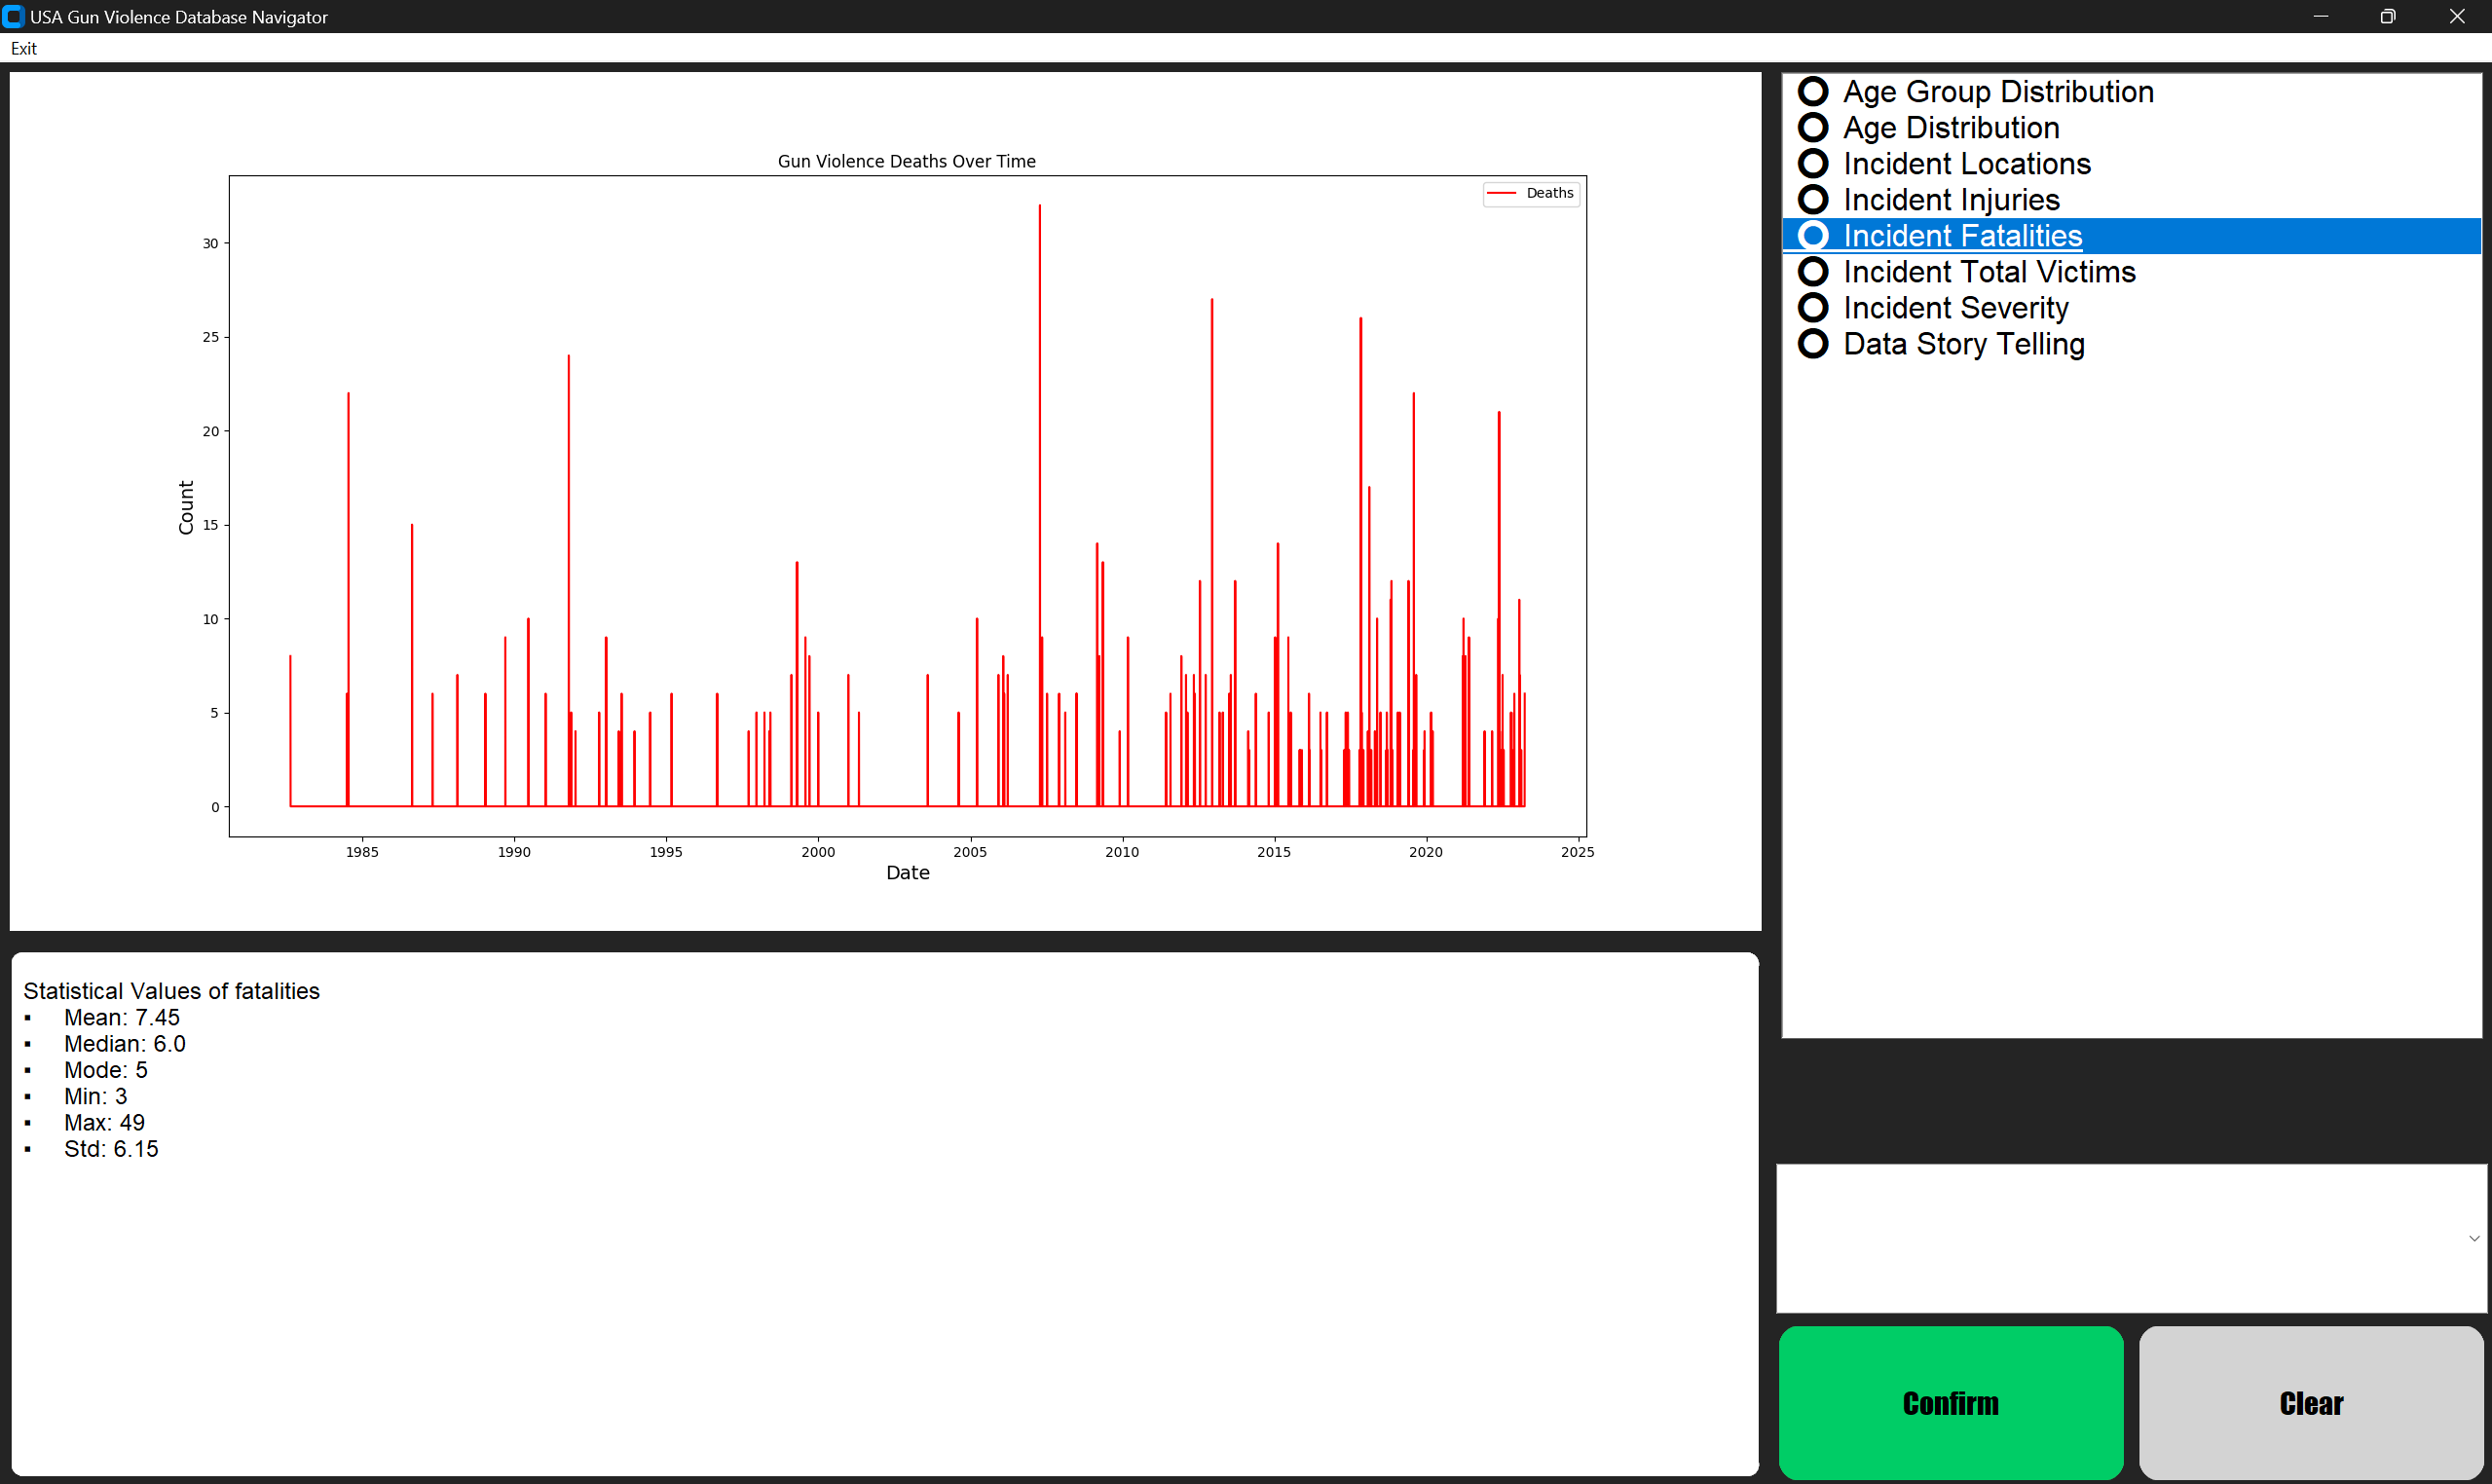 USA Gun Violence Database Navigator
Exit
Gun Violence Deaths Over Time
Deaths
30
25
20
15
10
5
0
Count
1985 1990 1995 2000 2005 2010 2015 2020 2025
Date
Age Group Distribution
Age Distribution
Incident Locations
Incident Injuries
Incident Fatalities
Incident Total Victims
Incident Severity
Data Story Telling
Statistical Values of fatalities
▪ Mean: 7.45
▪ Median: 6.0
▪ Mode: 5
▪ Min: 3
▪ Max: 49
▪ Std: 6.15
Confirm
Clear